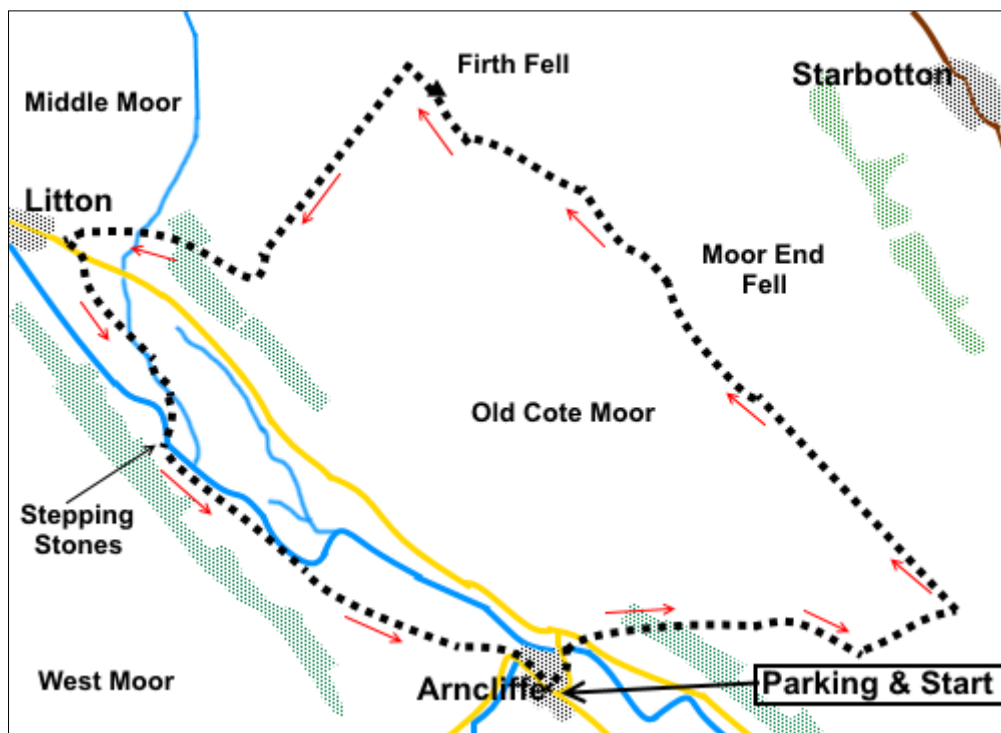 Firth Fell
Starbotton
Middle Moor
Litton
Moor End
Fell
Old Cote Moor
Stepping
Stones
West Moor
Arncliffe
Parking & Start